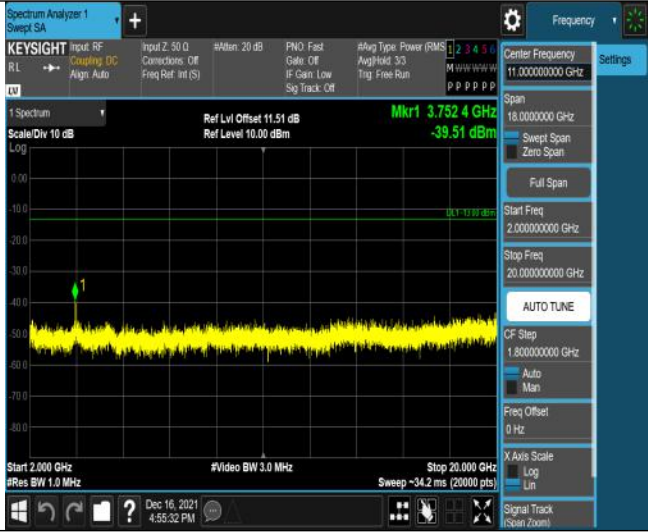 Spectrum Analyzer 1
Swept SA
+
Frequency
KEYSIGHT
RL
LV
Input: RF
Coupling: DC
Align: Auto
Input Z: 50 Ω
Corrections: Off
Freq Ref: Int (S)
#Atten: 20 dB
PNO: Fast
Gate: Off
IF Gain: Low
Sig Track: Off
#Avg Type: Power (RMS
Avg|Hold: 3/3
Trig: Free Run
1 2 3 4 5 6
M W W W W W
P P P P P P
1 Spectrum
Scale/Div 10 dB
Log
Ref Lvl Offset 11.51 dB
Ref Level 10.00 dBm
Mkr1 3.752 4 GHz
-39.51 dBm
0.00
-10.0
DL1 -13.00 dBm
-20.0
-30.0
1
-40.0
-50.0
-60.0
-70.0
-80.0
Start 2.000 GHz
#Res BW 1.0 MHz
#Video BW 3.0 MHz
Stop 20.000 GHz
Sweep ~34.2 ms (20000 pts)
Center Frequency
11.000000000 GHz
Settings
Span
18.0000000 GHz
Swept Span
Zero Span
Full Span
Start Freq
2.000000000 GHz
Stop Freq
20.000000000 GHz
AUTO TUNE
CF Step
1.800000000 GHz
Auto
Man
Freq Offset
0 Hz
X Axis Scale
Log
Lin
Signal Track
(Span Zoom)
?
Dec 16, 2021
4:55:32 PM